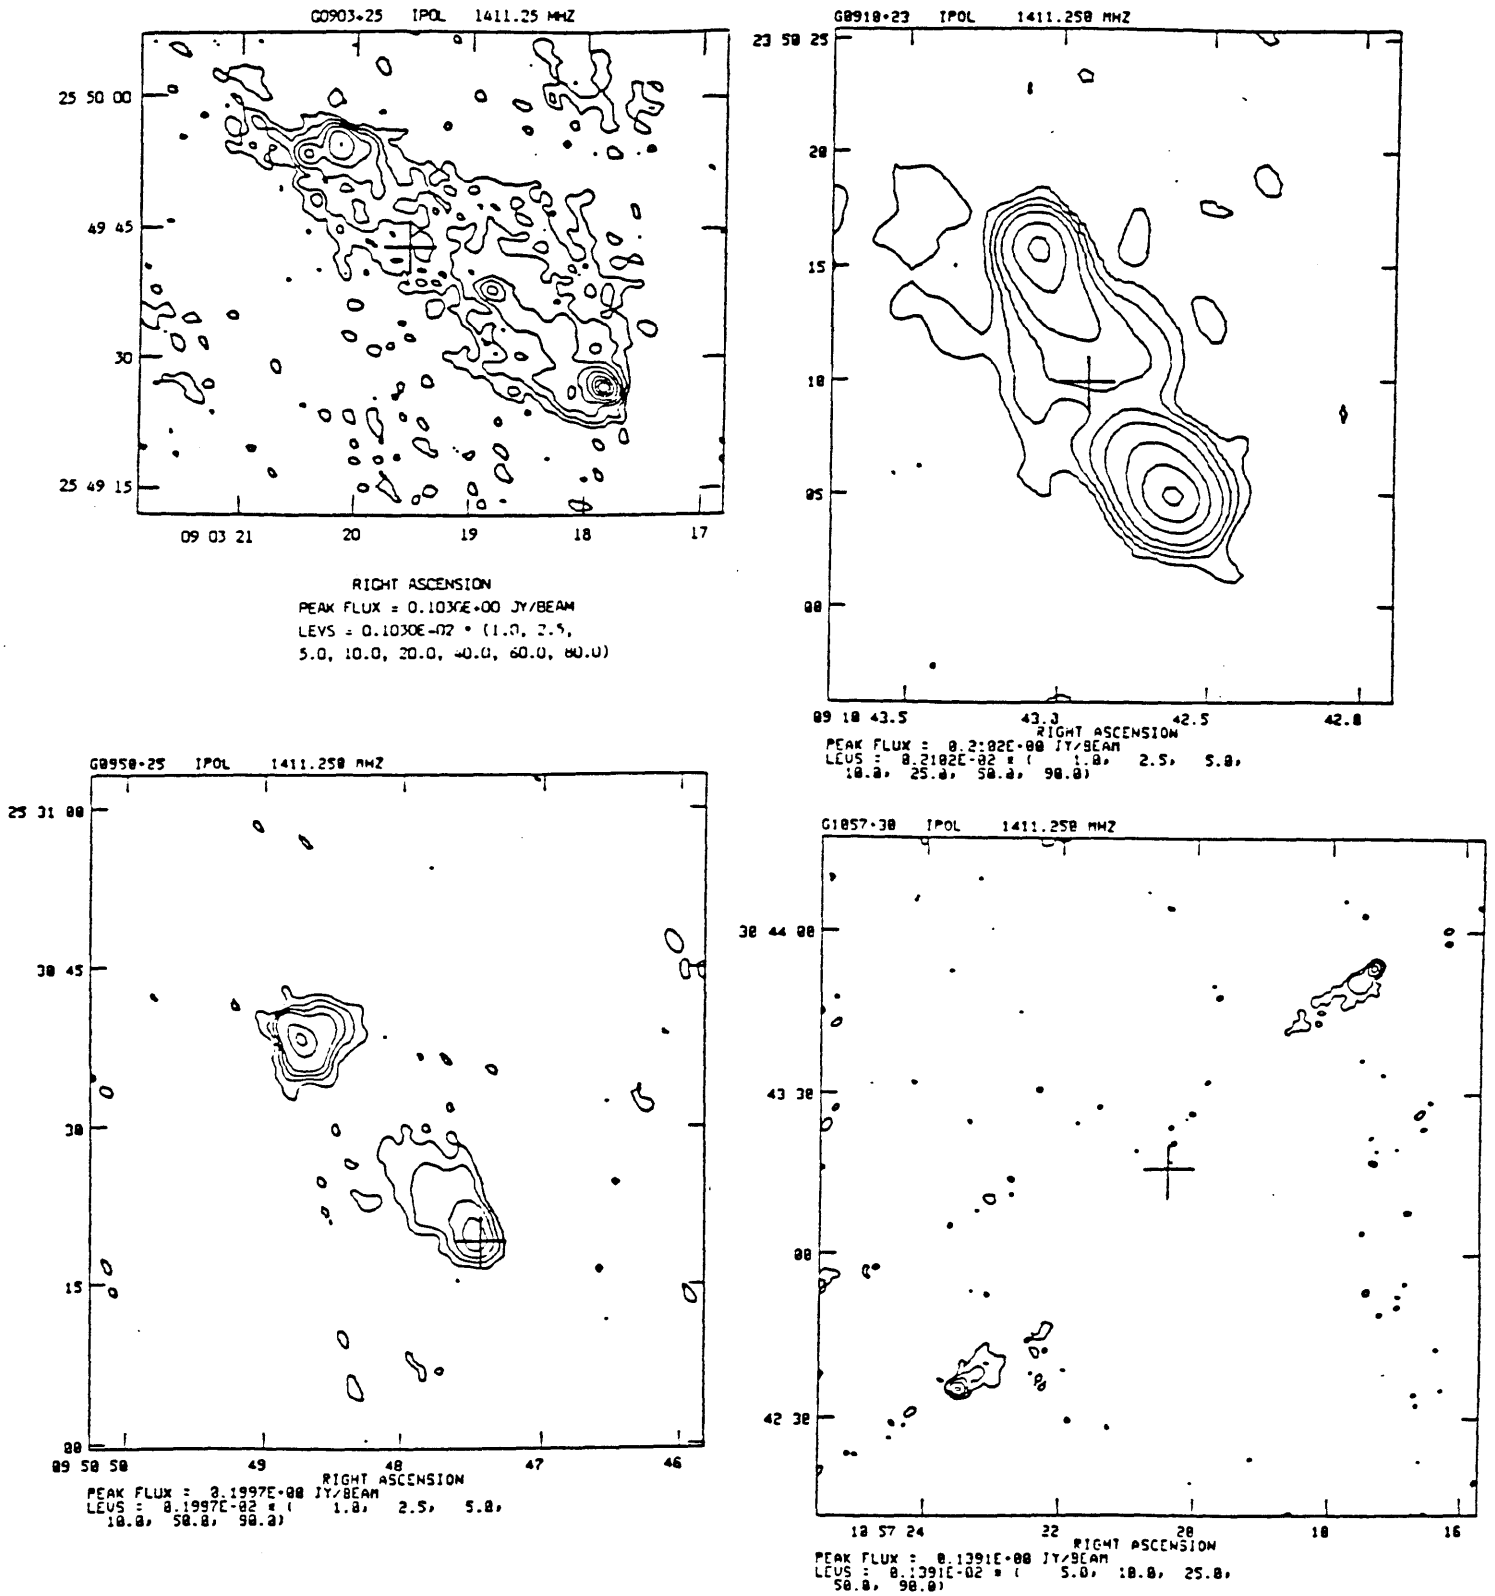 G0903+25 IPOL 1411.25 MHZ
25 50 00
49 45
30
25 49 15
09 03 21 20 19 18 17
RIGHT ASCENSION
PEAK FLUX = 0.1030E+00 JY/BEAM
LEVS = 0.1030E-02 * (1.0, 2.5,
5.0, 10.0, 20.0, 40.0, 60.0, 80.0)
G0910+23 IPOL 1411.250 MHZ
23 50 25
20
15
10
05
00
09 10 43.5 43.0 42.5 42.0
RIGHT ASCENSION
PEAK FLUX = 0.2102E+00 JY/BEAM
LEVS = 0.2102E-02 * ( 1.0, 2.5, 5.0,
10.0, 25.0, 50.0, 90.0)
G0950+25 IPOL 1411.250 MHZ
25 31 00
30 45
30
15
00
09 50 50 49 48 47 46
RIGHT ASCENSION
PEAK FLUX = 0.1997E+00 JY/BEAM
LEVS = 0.1997E-02 * ( 1.0, 2.5, 5.0,
10.0, 50.0, 90.0)
G1057+30 IPOL 1411.250 MHZ
30 44 00
43 30
00
42 30
10 57 24 22 20 18 16
RIGHT ASCENSION
PEAK FLUX = 0.1391E+00 JY/BEAM
LEVS = 0.1391E-02 * ( 5.0, 10.0, 25.0,
50.0, 90.0)